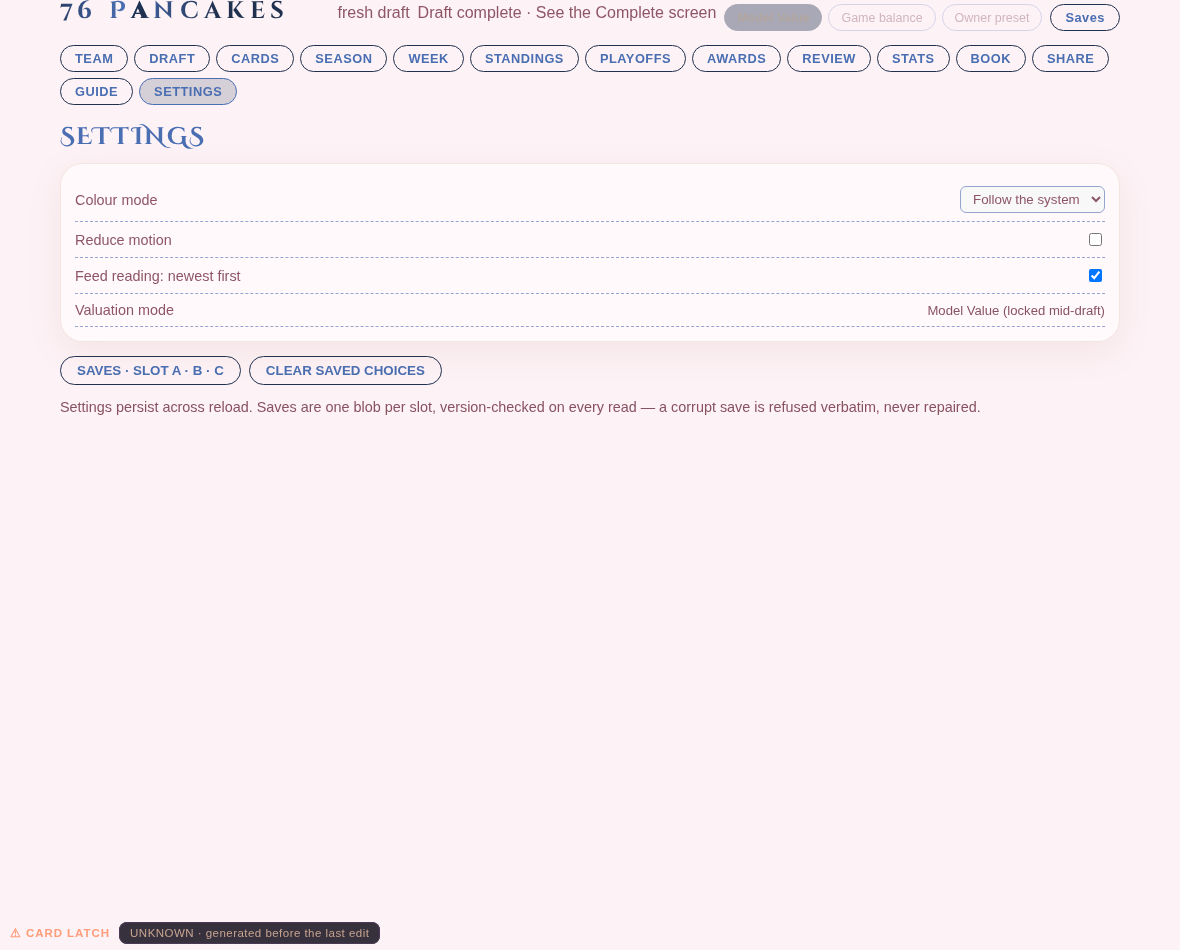 76 PANCAKES
fresh draft Draft complete · See the Complete screen
Game balance
Owner preset
Saves
TEAM
DRAFT
CARDS
SEASON
WEEK
STANDINGS
PLAYOFFS
AWARDS
REVIEW
STATS
BOOK
SHARE
GUIDE
SETTINGS
SETTINGS
Colour mode
Follow the system
Reduce motion
Feed reading: newest first
Valuation mode
Model Value (locked mid-draft)
SAVES · SLOT A · B · C
CLEAR SAVED CHOICES
Settings persist across reload. Saves are one blob per slot, version-checked on every read — a corrupt save is refused verbatim, never repaired.
⚠ CARD LATCH
UNKNOWN · generated before the last edit